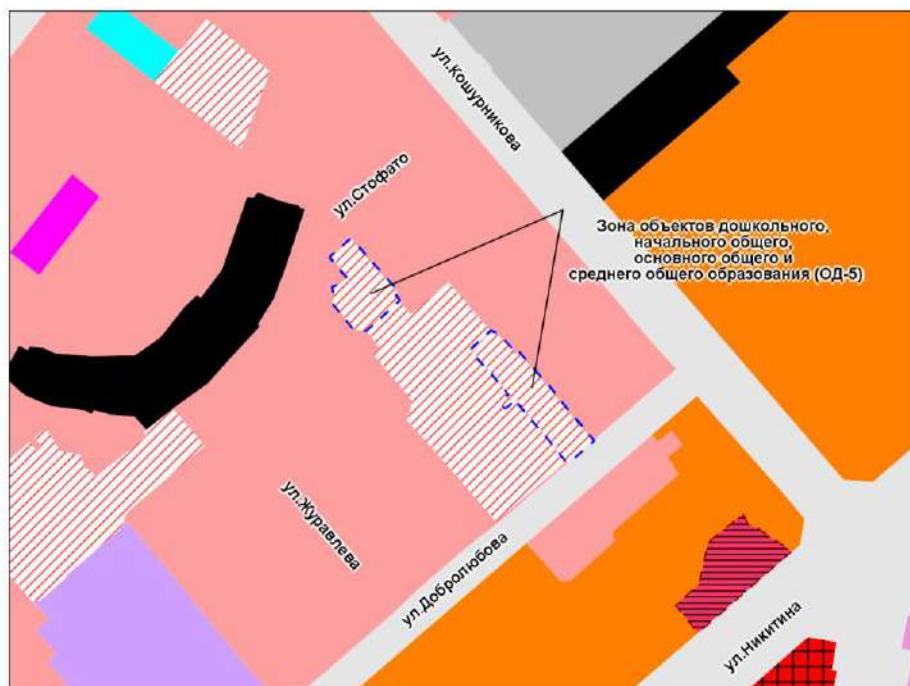 ул.Кошурникова
ул.Стофато
Зона объектов дошкольного,
начального общего,
основного общего и
среднего общего образования (ОД-5)
ул.Журавлева
ул.Добролюбова
ул.Никитина